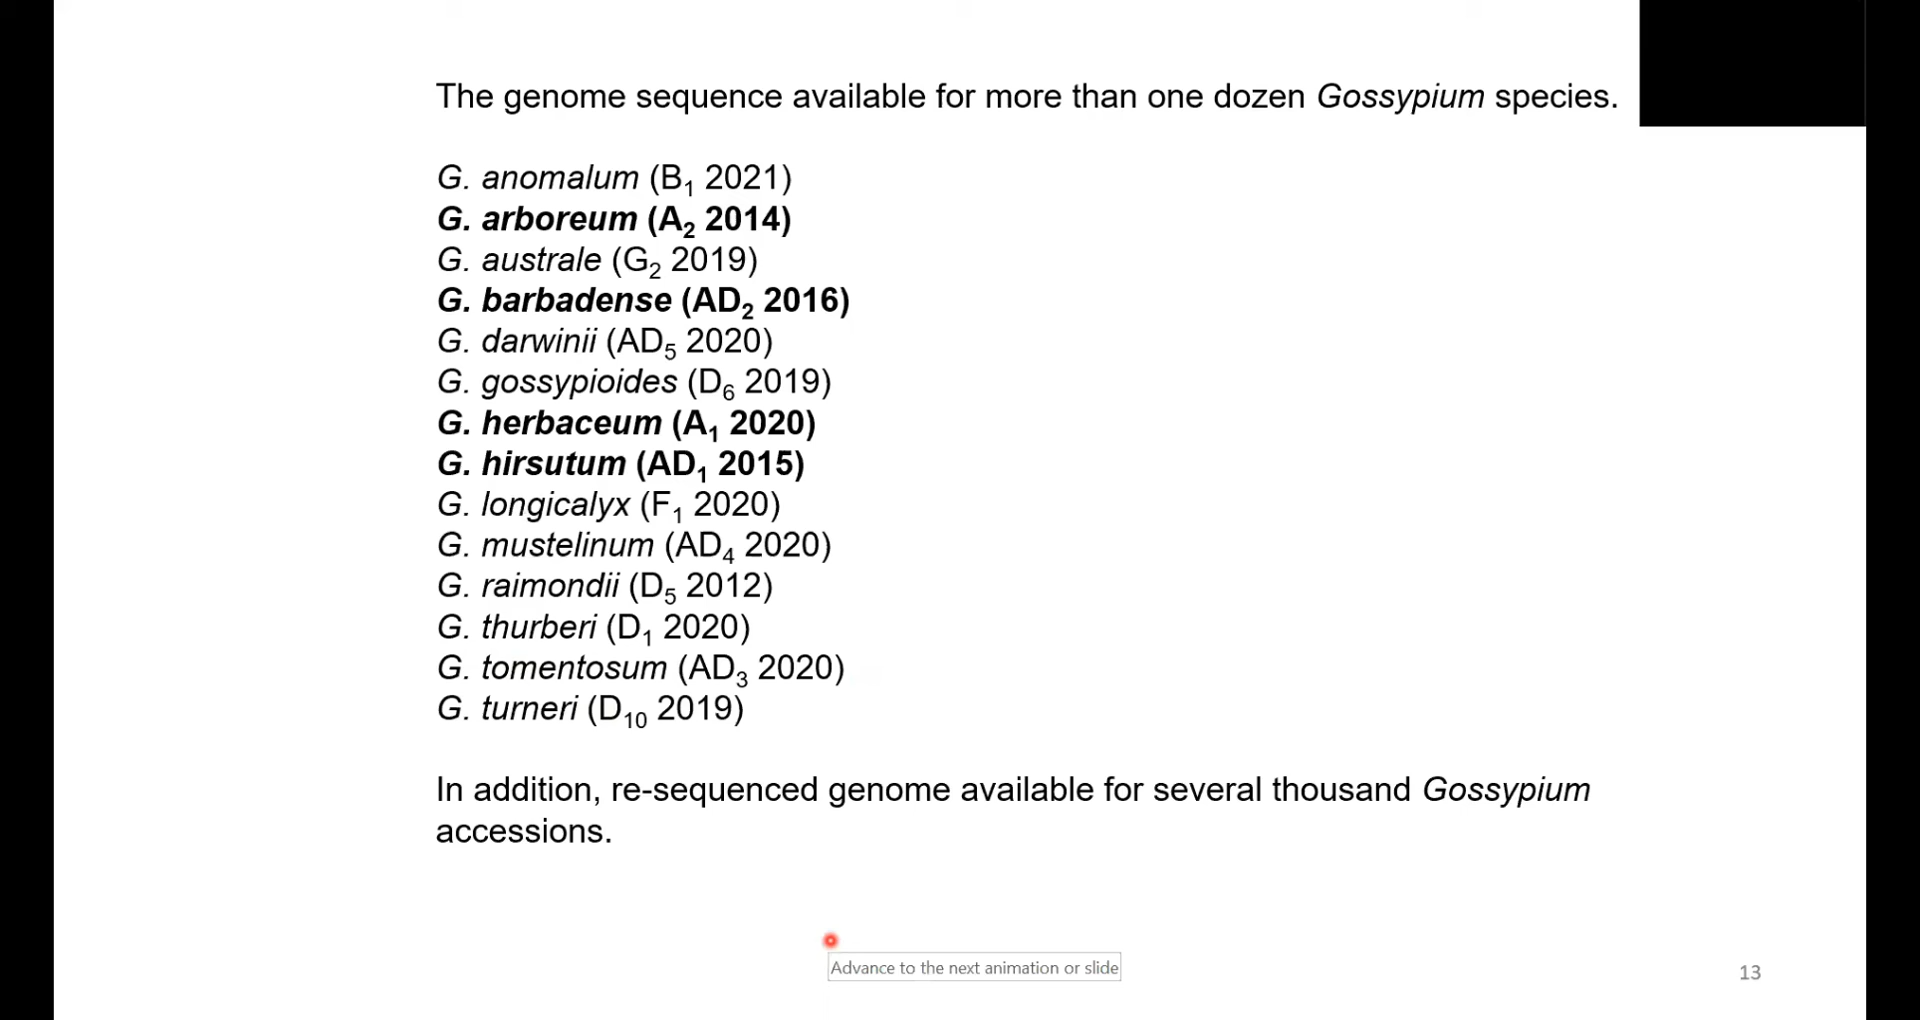 The genome sequence available for more than one dozen Gossypium species.
G. anomalum (B₁ 2021)
G. arboreum (A₂ 2014)
G. australe (G₂ 2019)
G. barbadense (AD₂ 2016)
G. darwinii (AD₅ 2020)
G. gossypioides (D₆ 2019)
G. herbaceum (A₁ 2020)
G. hirsutum (AD₁ 2015)
G. longicalyx (F₁ 2020)
G. mustelinum (AD₄ 2020)
G. raimondii (D₅ 2012)
G. thurberi (D₁ 2020)
G. tomentosum (AD₃ 2020)
G. turneri (D₁₀ 2019)
In addition, re-sequenced genome available for several thousand Gossypium
accessions.
Advance to the next animation or slide
13